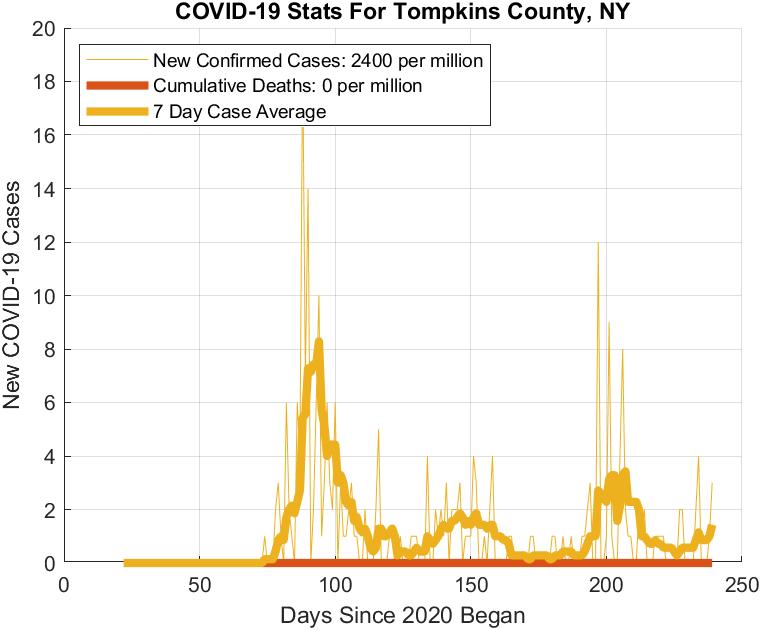 COVID-19 Stats For Tompkins County, NY
20
18
16
14
12
10
8
6
4
2
0
New COVID-19 Cases
New Confirmed Cases: 2400 per million
Cumulative Deaths: 0 per million
7 Day Case Average
0 50 100 150 200 250
Days Since 2020 Began